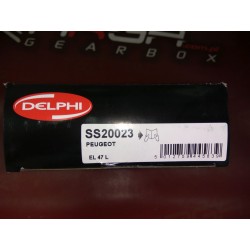 GEARBOX
DELPHI
SS20023
PEUGEOT
EL 47 L